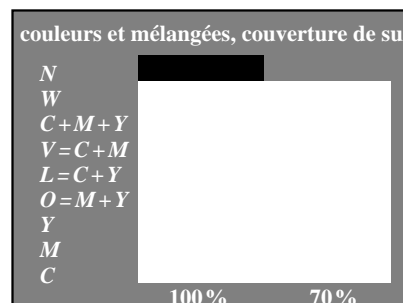 couleurs et mélangées, couverture de su
N
W
C+M+Y
V=C+M
L=C+Y
O=M+Y
Y
M
C
100% 70%